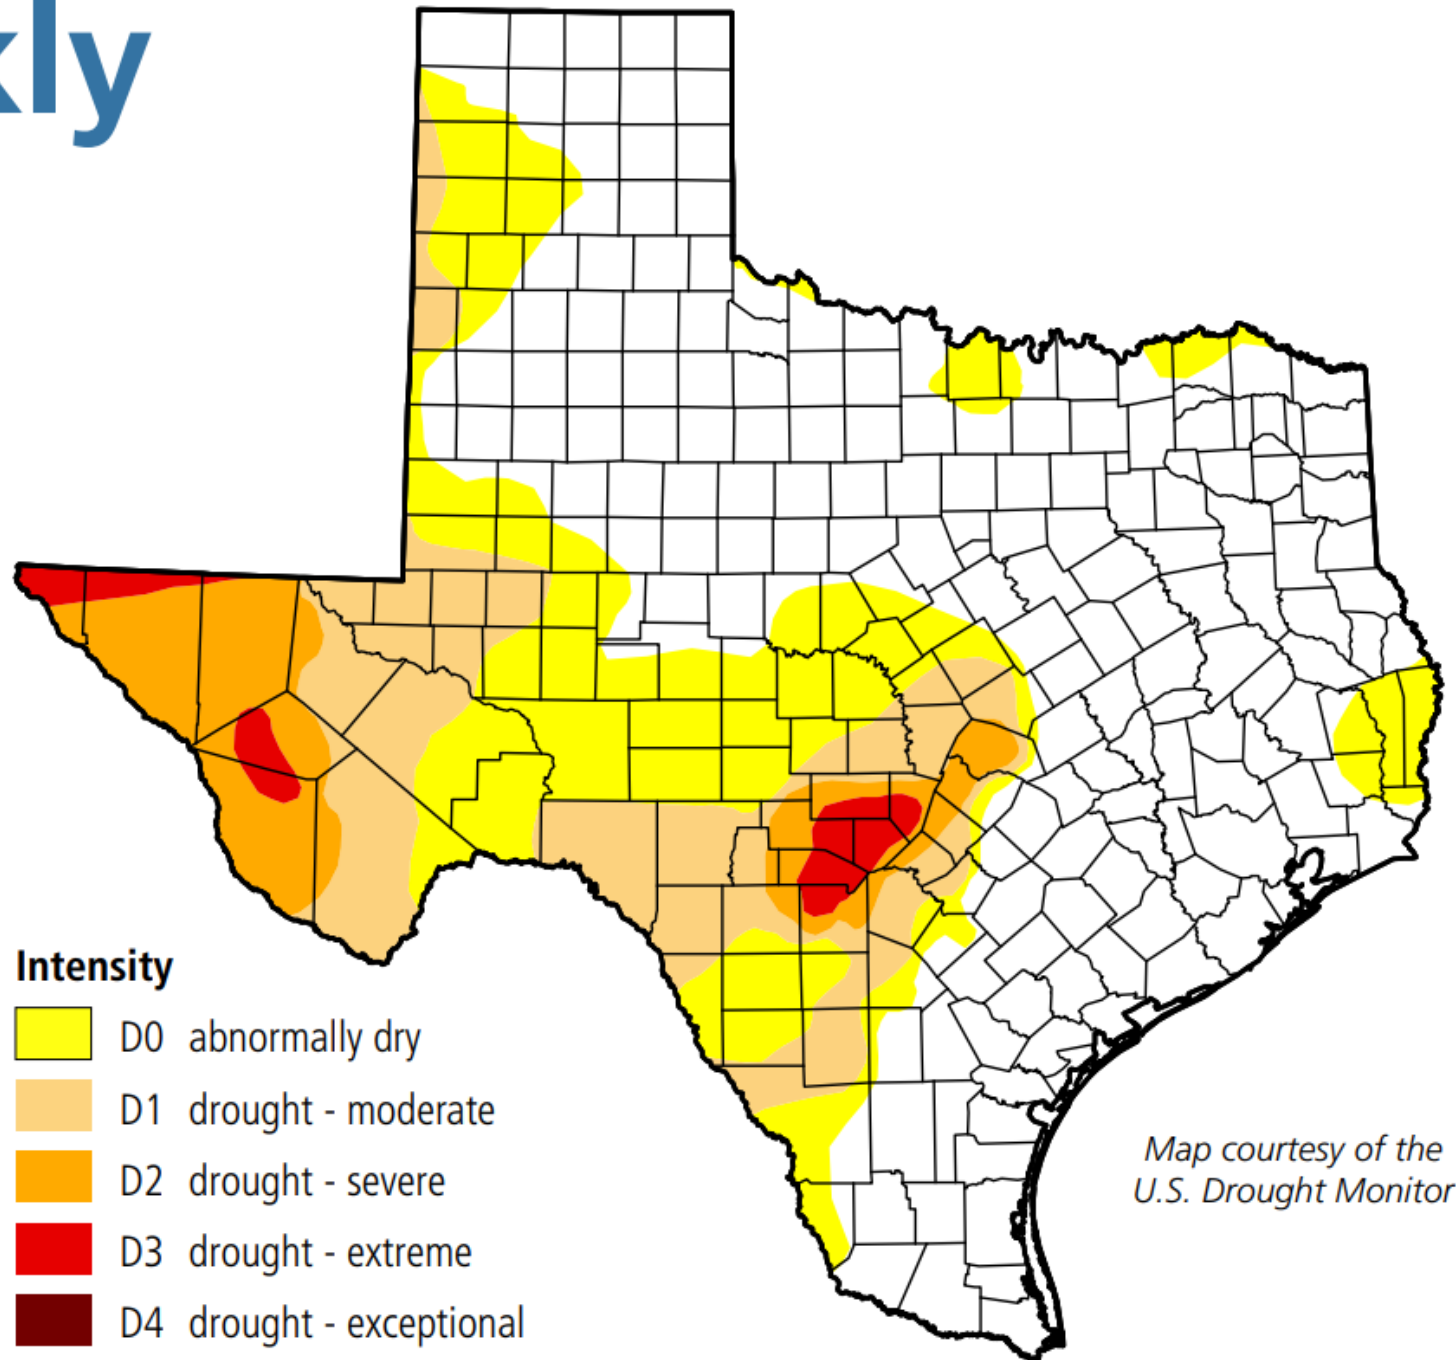 kly
Intensity
D0 abnormally dry
D1 drought - moderate
D2 drought - severe
D3 drought - extreme
D4 drought - exceptional
Map courtesy of the
U.S. Drought Monitor